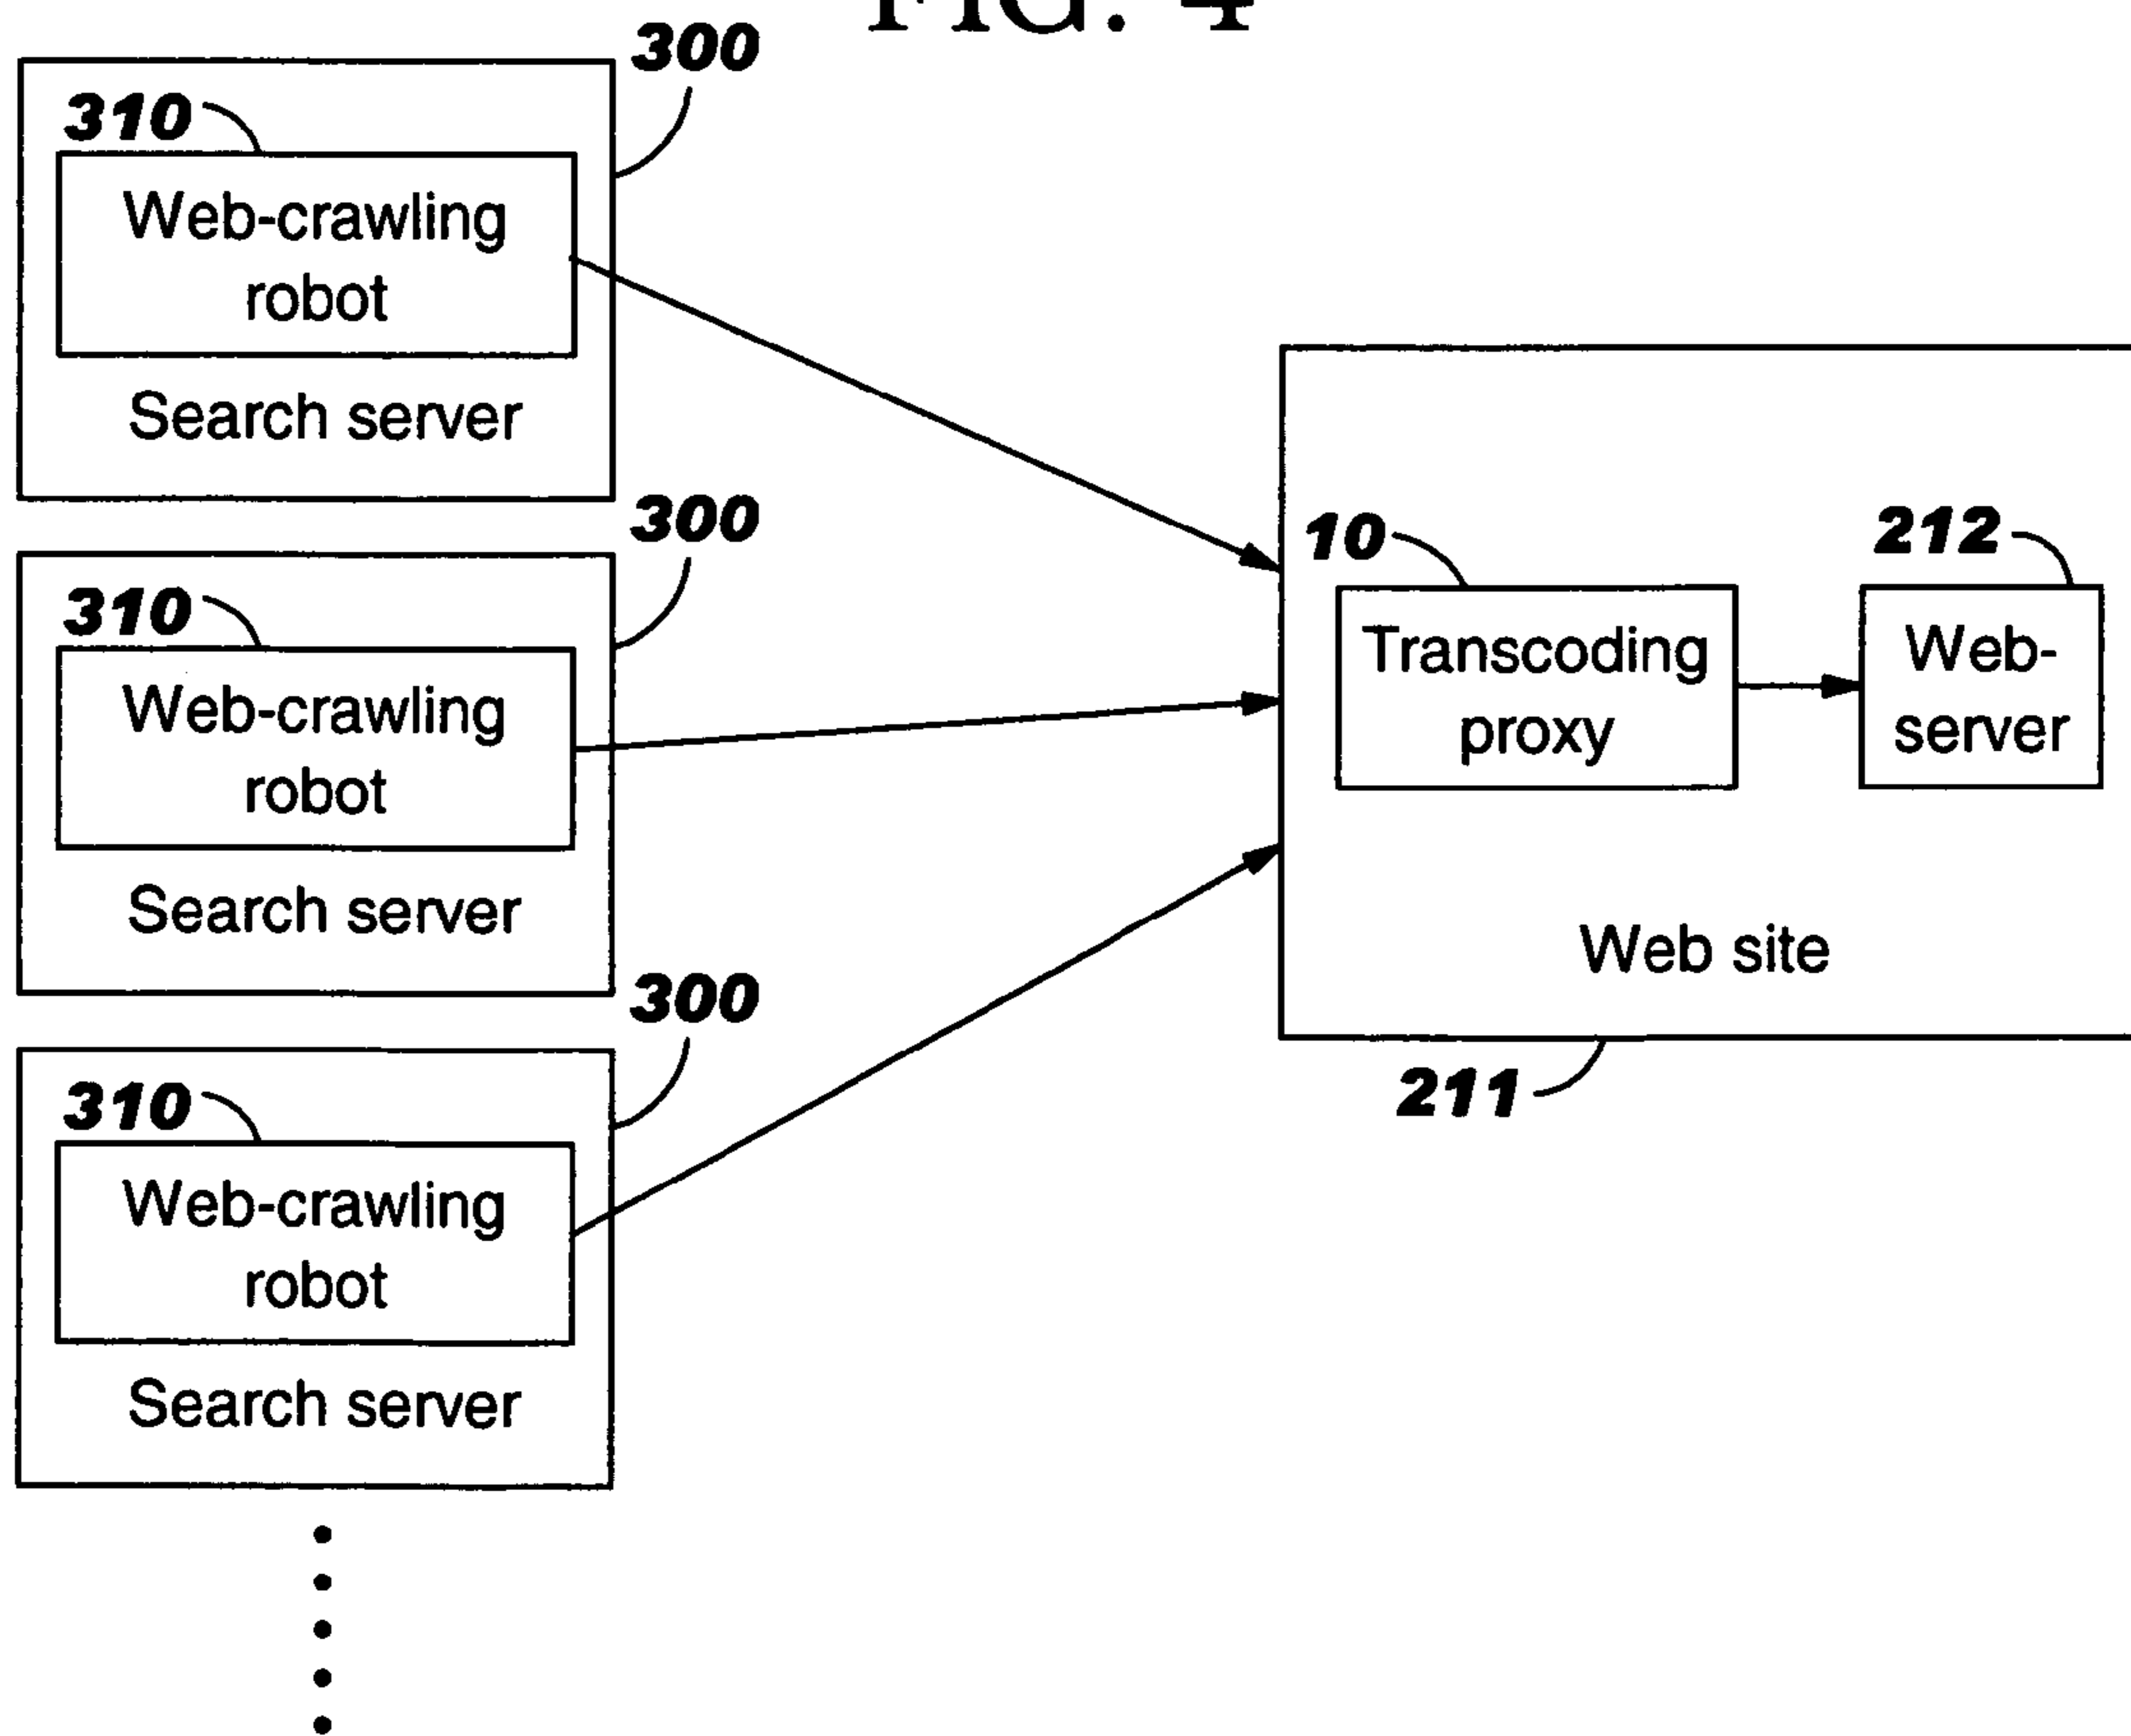 FIG. 4
300
310
Web-crawling
robot
Search server
300
310
Web-crawling
robot
Search server
300
310
Web-crawling
robot
Search server
10
Transcoding
proxy
212
Web-
server
Web site
211